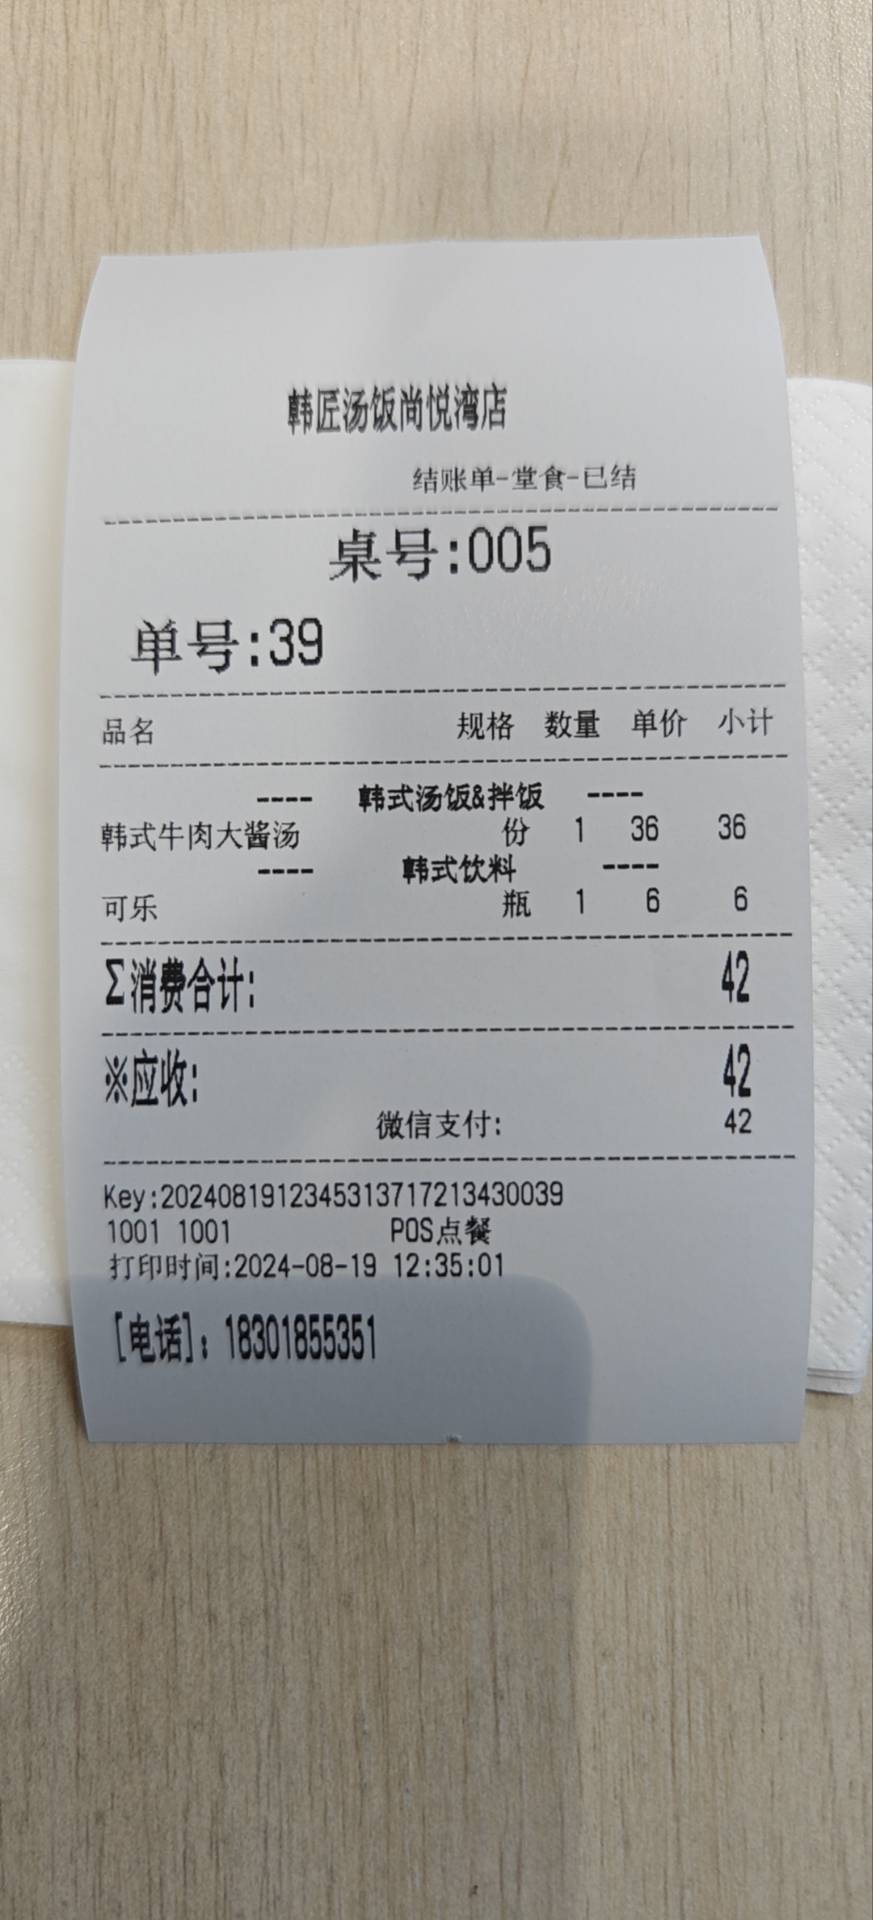 韩匠汤饭尚悦湾店
结账单-堂食-已结
桌号:005
单号:39
品名 规格 数量 单价 小计
---- 韩式汤饭&拌饭 ----
韩式牛肉大酱汤 份 1 36 36
---- 韩式饮料 ----
可乐 瓶 1 6 6
Σ消费合计: 42
※应收: 42
微信支付: 42
Key:2024081912345313717213430039
1001 1001 POS点餐
打印时间:2024-08-19 12:35:01
[电话]: 18301855351